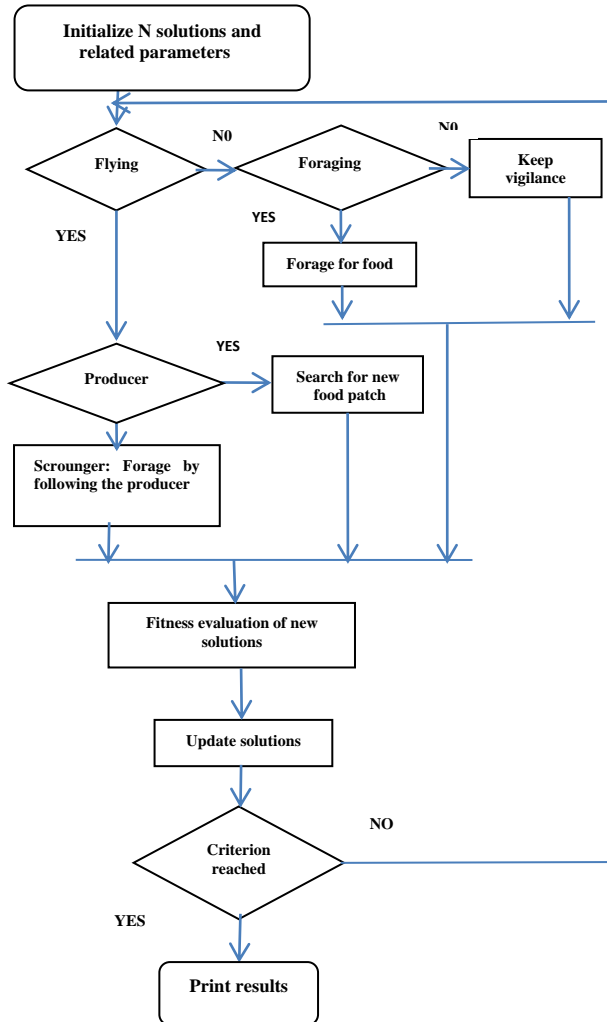 Initialize N solutions and
related parameters
N0
N0
Flying
Foraging
Keep
vigilance
YES
YES
Forage for food
YES
Producer
Search for new
food patch
Scrounger: Forage by
following the producer
Fitness evaluation of new
solutions
Update solutions
NO
Criterion
reached
YES
Print results